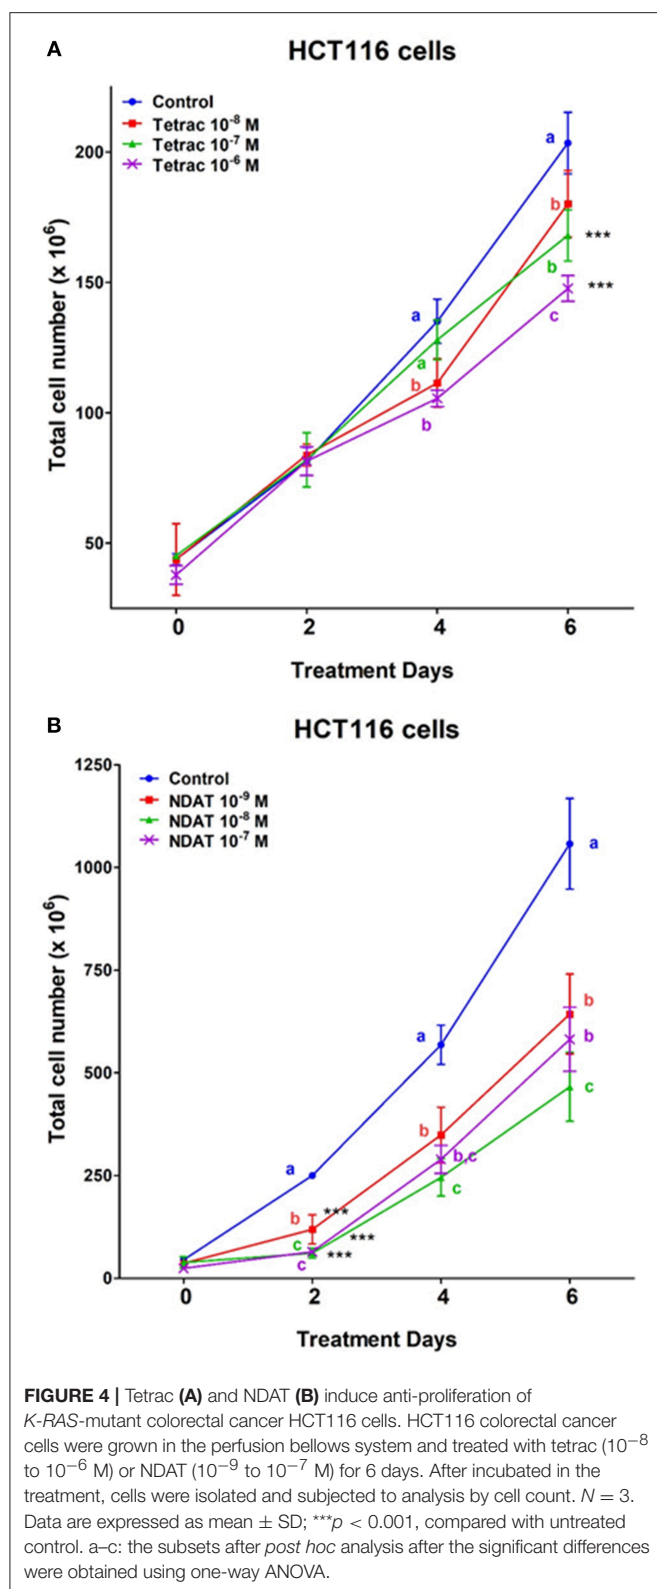 A
HCT116 cells
Control
Tetrac 10⁻⁸ M
Tetrac 10⁻⁷ M
Tetrac 10⁻⁶ M
Total cell number (x 10⁶)
200
150
100
50
a
b
***
b
***
c
a
a
b
b
0
2
4
6
Treatment Days
B
HCT116 cells
Control
NDAT 10⁻⁹ M
NDAT 10⁻⁸ M
NDAT 10⁻⁷ M
Total cell number (x 10⁶)
1250
1000
750
500
250
0
a
b
b
c
a
b
b,c
c
a
b
***
c
***
***
c
0
2
4
6
Treatment Days
FIGURE 4 | Tetrac (A) and NDAT (B) induce anti-proliferation of
K-RAS-mutant colorectal cancer HCT116 cells. HCT116 colorectal cancer
cells were grown in the perfusion bellows system and treated with tetrac (10−8
to 10−6 M) or NDAT (10−9 to 10−7 M) for 6 days. After incubated in the
treatment, cells were isolated and subjected to analysis by cell count. N = 3.
Data are expressed as mean ± SD; ***p < 0.001, compared with untreated
control. a–c: the subsets after post hoc analysis after the significant differences
were obtained using one-way ANOVA.